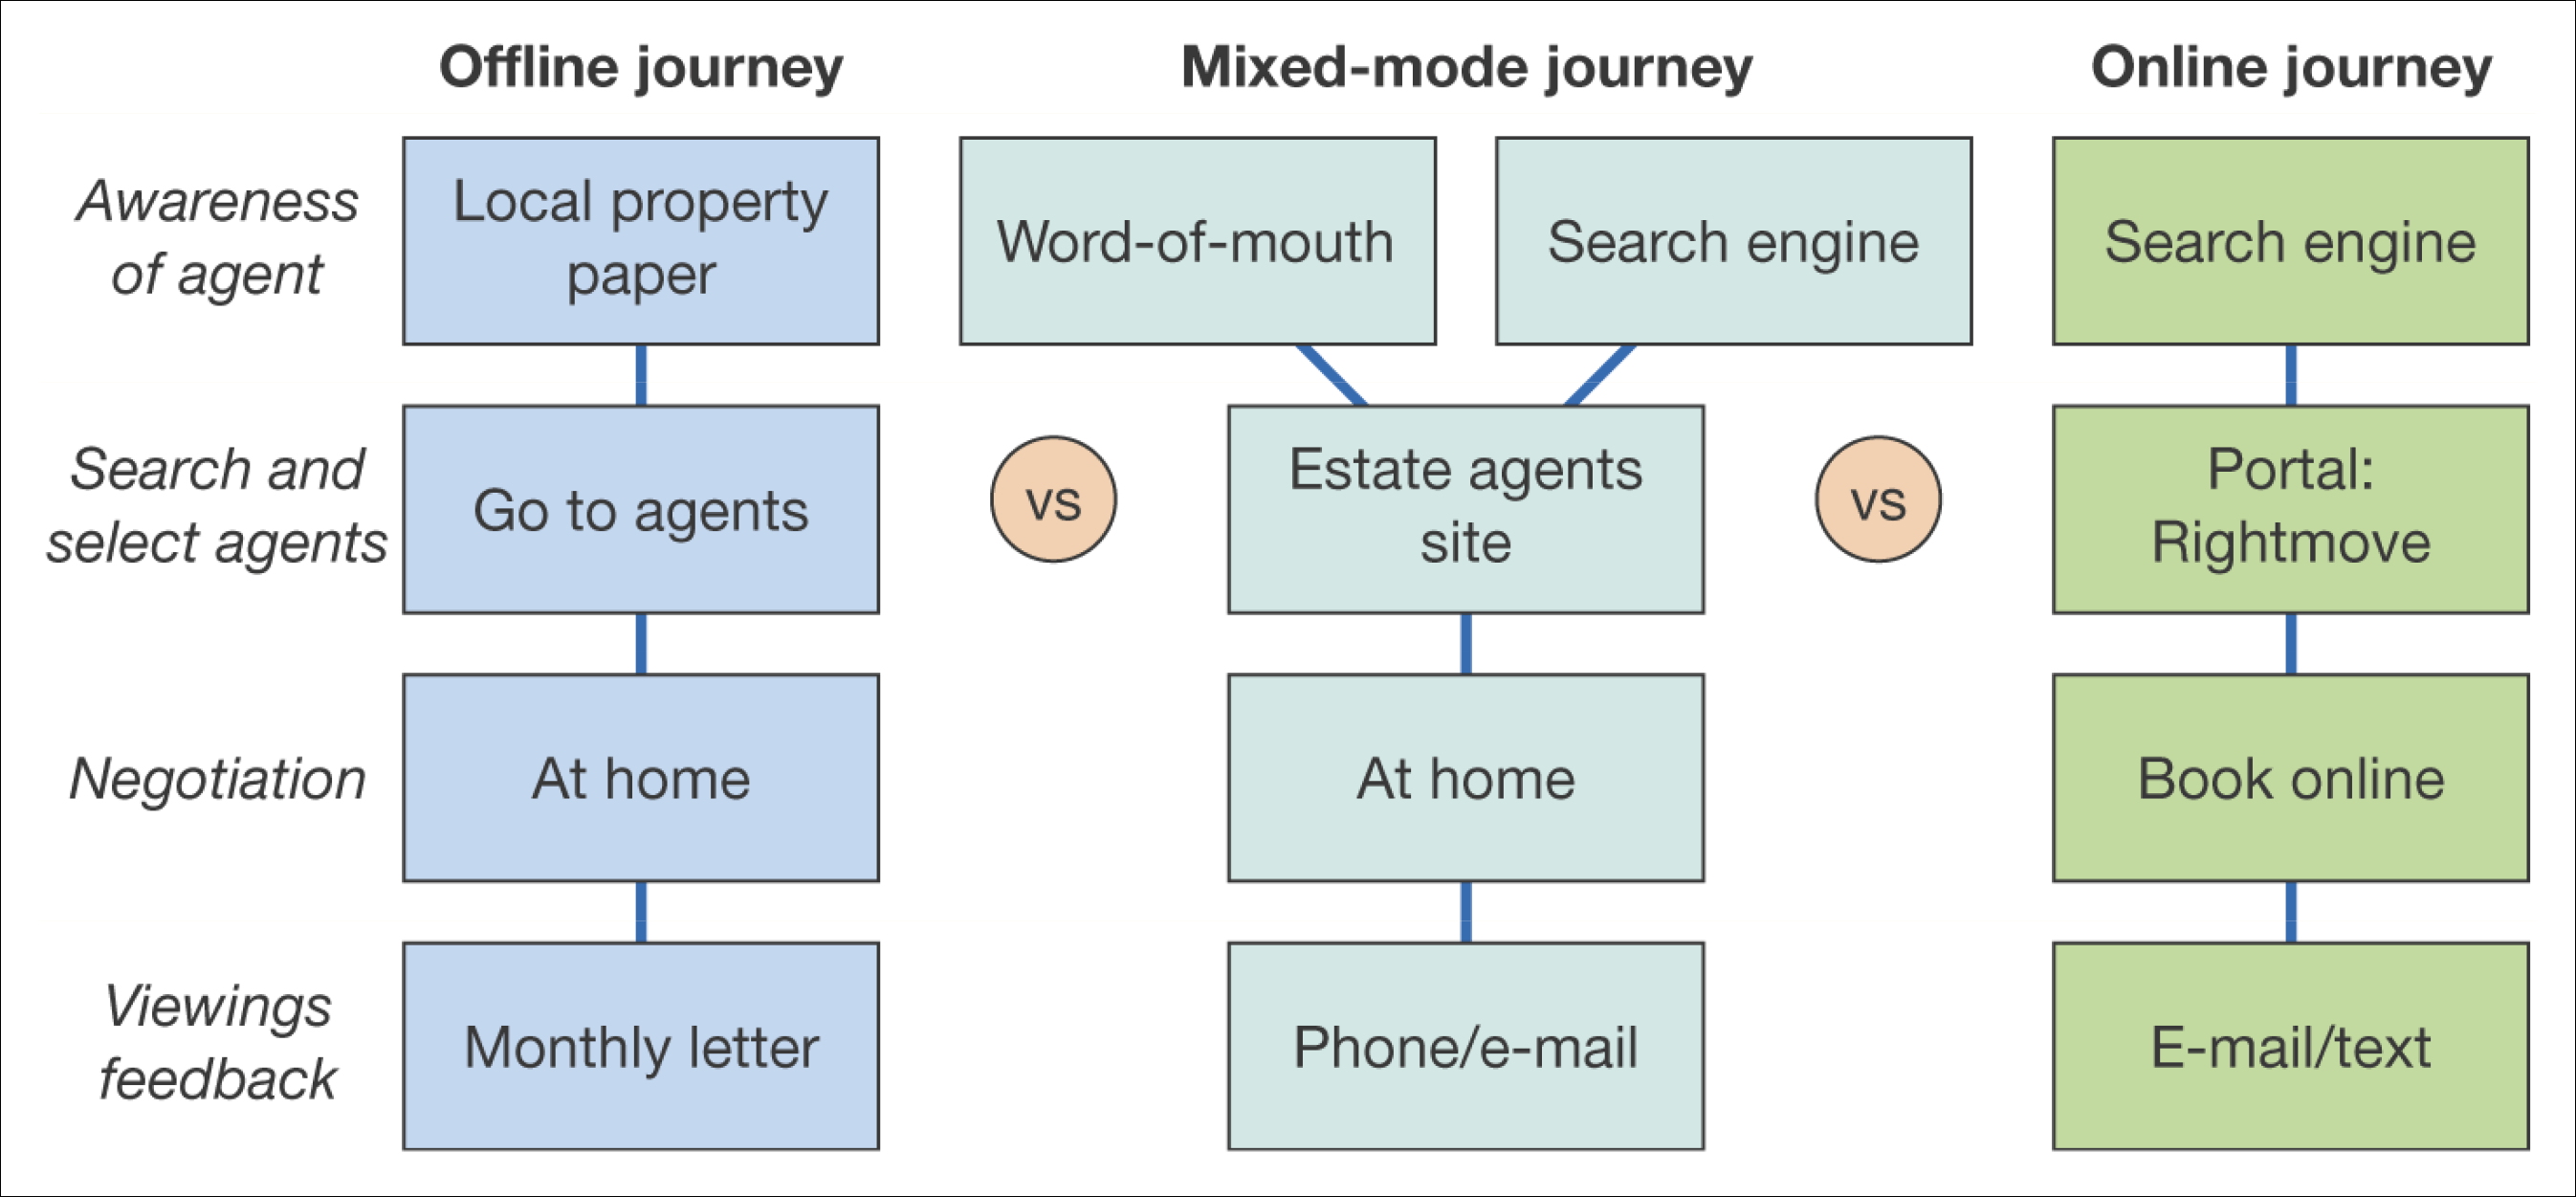 Offline journey
Mixed-mode journey
Online journey
Awareness
of agent
Local property
paper
Word-of-mouth
Search engine
Search engine
Search and
select agents
Go to agents
vs
Estate agents
site
vs
Portal:
Rightmove
Negotiation
At home
At home
Book online
Viewings
feedback
Monthly letter
Phone/e-mail
E-mail/text